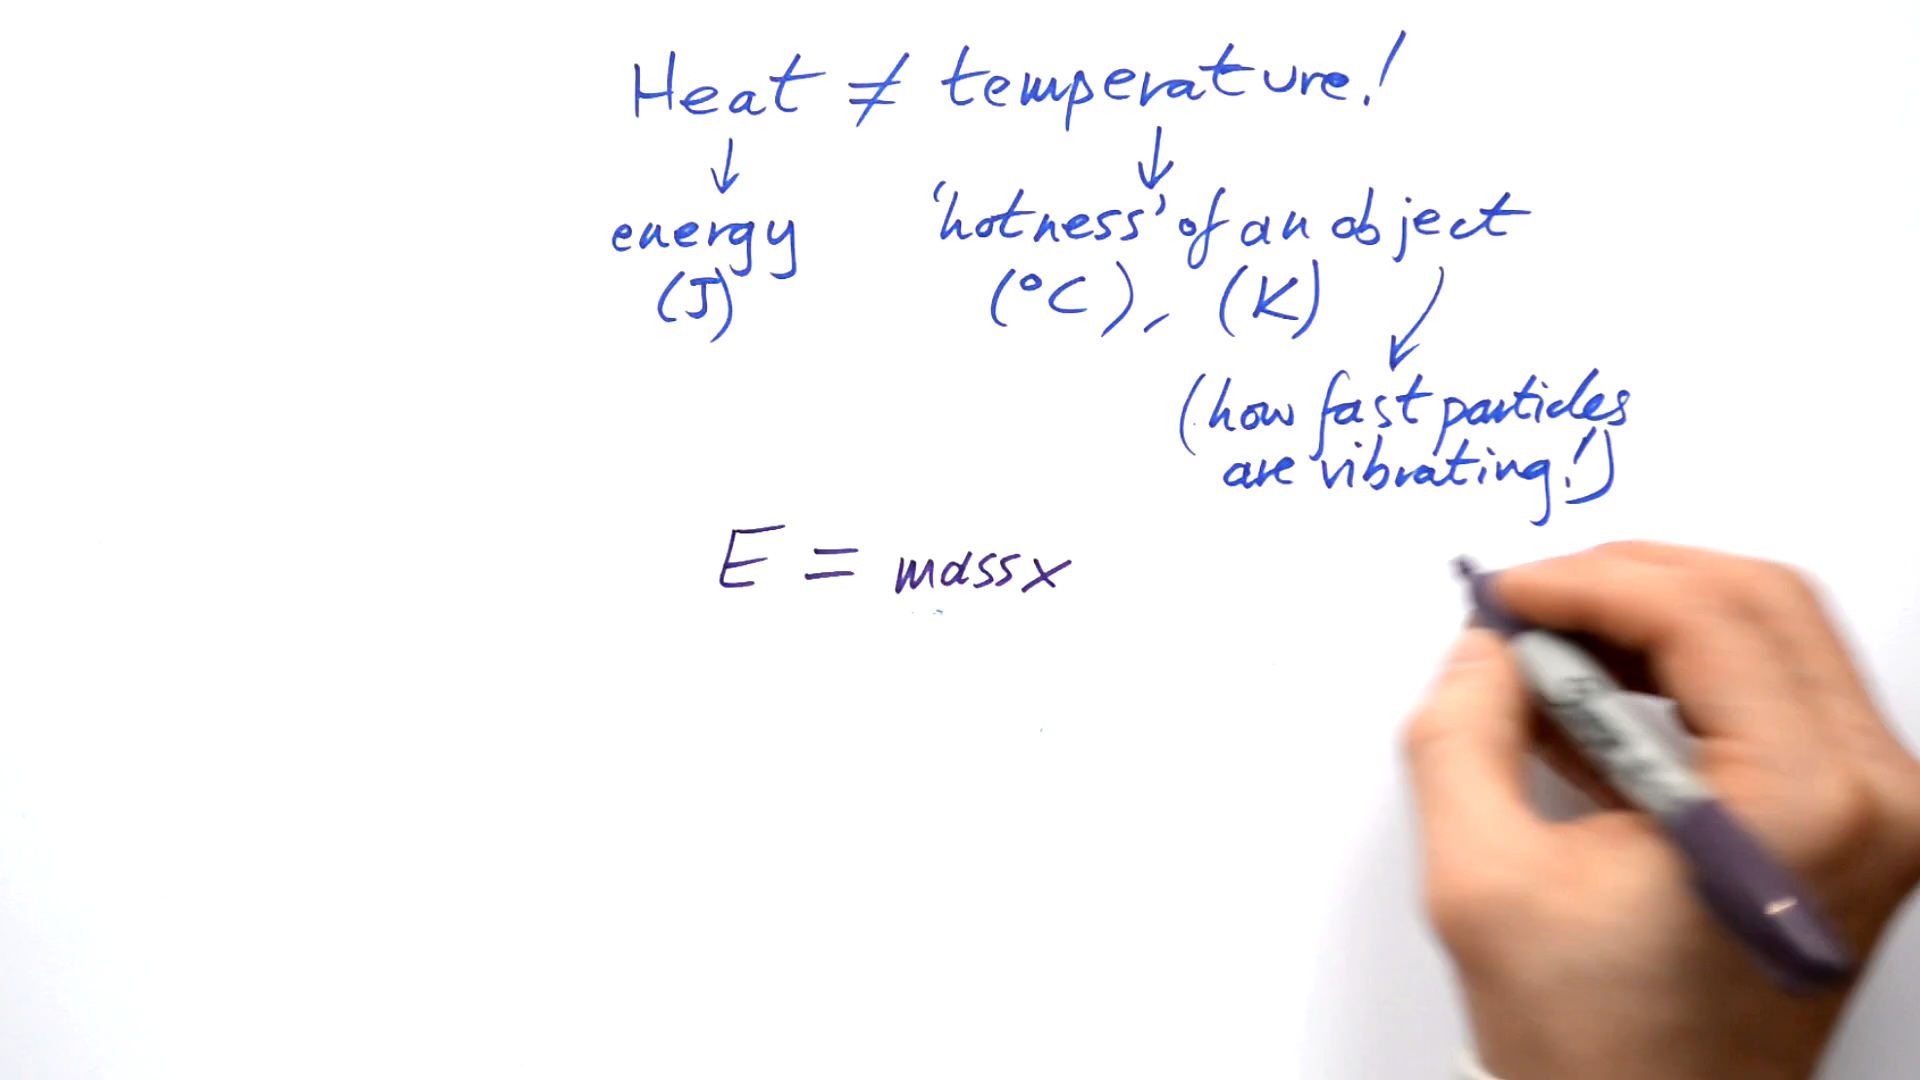 Heat ≠ temperature!
↓ ↓
energy 'hotness' of an object
(J) (°C), (K)
(how fast particles
are vibrating!)
E = mass x